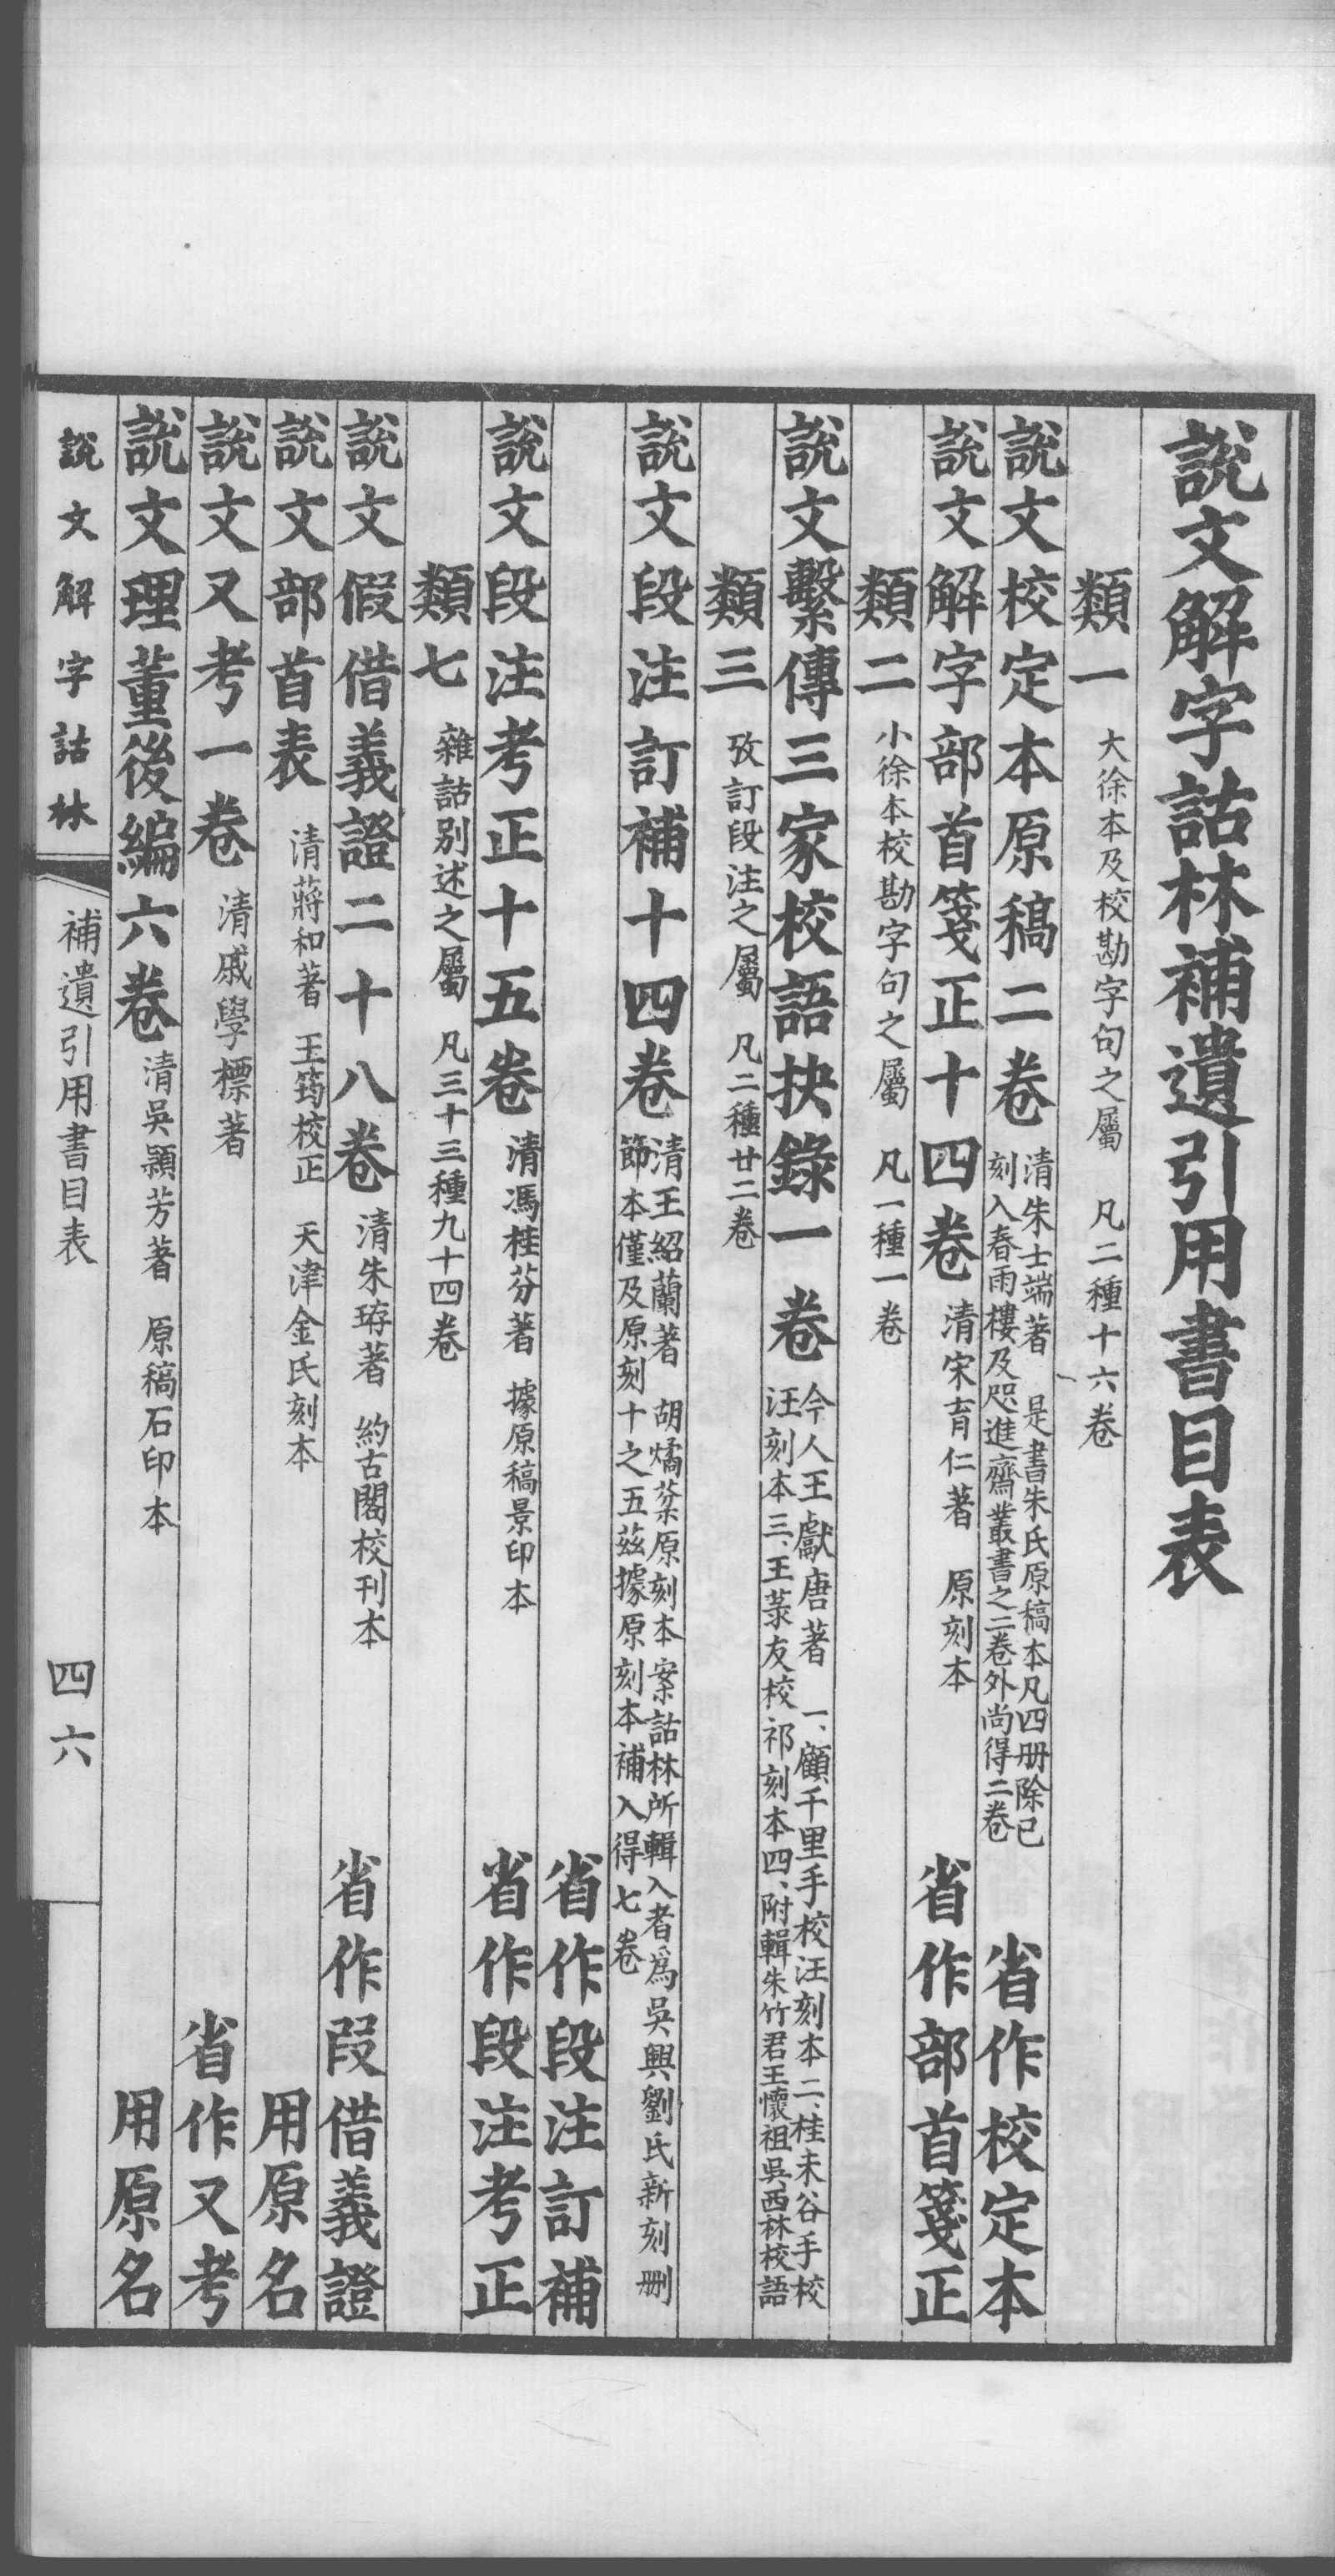 說文解字詁林補遺引用書目表
類一 大徐本及校勘字句之屬 凡二種十六卷
說文校定本原稿二卷 清朱士端著 是書朱氏原稿本凡四册除已
刻入春雨樓及咫進齋叢書之二卷外尚得二卷 省作校定本
說文解字部首箋正十四卷 清宋育仁著 原刻本 省作部首箋正
類二 小徐本校勘字句之屬 凡一種一卷
說文繫傳三家校語抉錄一卷 今人王獻唐著 一、顧千里手校汪刻本二、桂未谷手校
汪刻本三、王菉友校祁刻本四、附輯朱竹君王懷祖吳西林校語
類三 攷訂段注之屬 凡二種廿二卷
說文段注訂補十四卷 清王紹蘭著 胡燏棻原刻本 案詁林所輯入者爲吳興劉氏新刻刪
節本僅及原刻十之五茲據原刻本補入得七卷
省作段注訂補
說文段注考正十五卷 清馮桂芬著 據原稿景印本 省作段注考正
類七 雜詁別述之屬 凡三十三種九十四卷
說文假借義證二十八卷 清朱珔著 約古閣校刊本 省作叚借義證
說文部首表 清蔣和著 王筠校正 天津金氏刻本 用原名
說文又考一卷 清戚學標著 省作又考
說文理董後編六卷 清吳穎芳著 原稿石印本 用原名
說文解字詁林 補遺引用書目表 四六